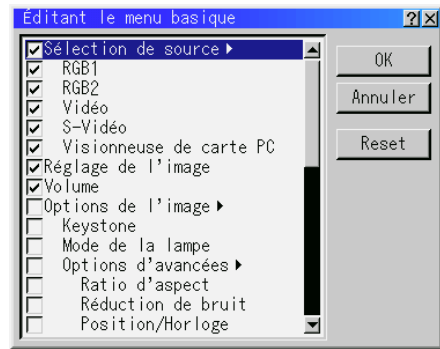 Éditant le menu basique
Sélection de source
RGB1
RGB2
Vidéo
S-Vidéo
Visionneuse de carte PC
Réglage de l'image
Volume
Options de l'image
Keystone
Mode de la lampe
Options d'avancées
Ratio d'aspect
Réduction de bruit
Position/Horloge
OK
Annuler
Reset